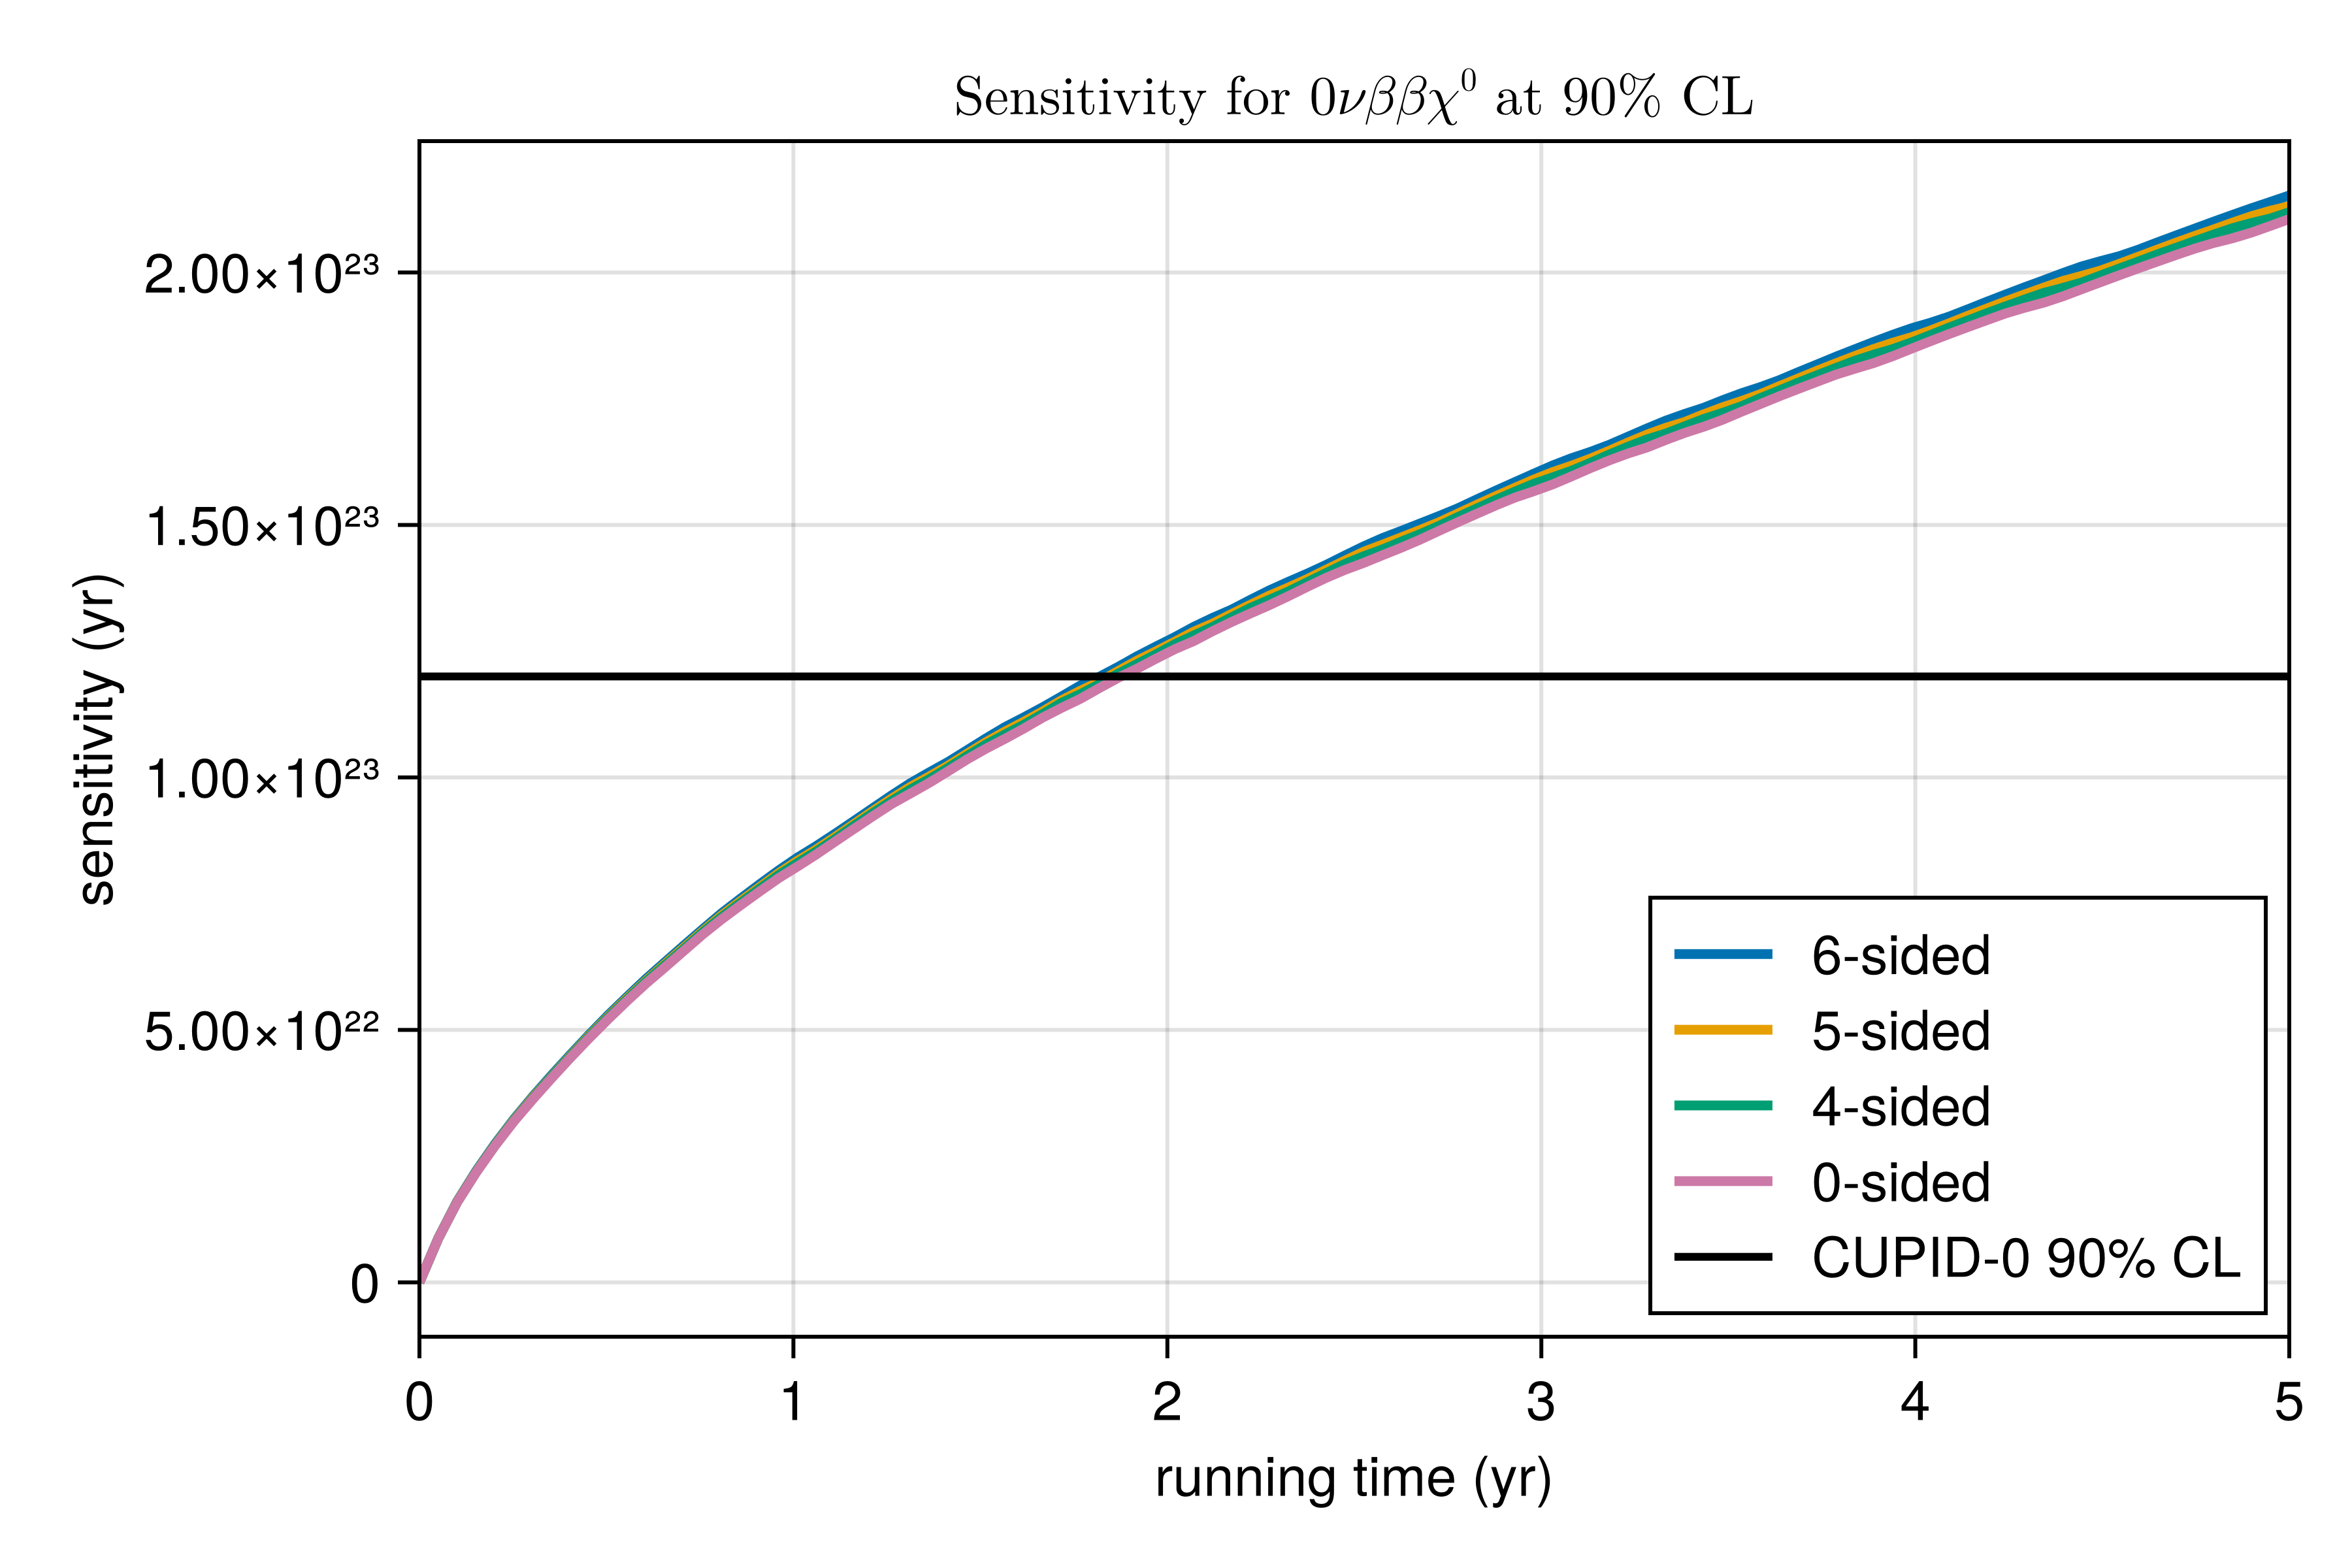 Sensitivity for 0νββχ⁰ at 90% CL
sensitivity (yr)
2.00×10²³
1.50×10²³
1.00×10²³
5.00×10²²
0
0 1 2 3 4 5
running time (yr)
6-sided
5-sided
4-sided
0-sided
CUPID-0 90% CL